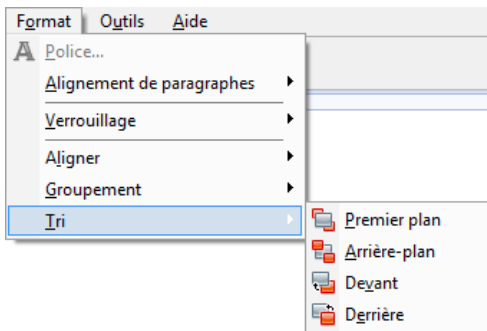 Format Outils Aide
Police...
Alignement de paragraphes
Verrouillage
Aligner
Groupement
Tri
Premier plan
Arrière-plan
Devant
Derrière